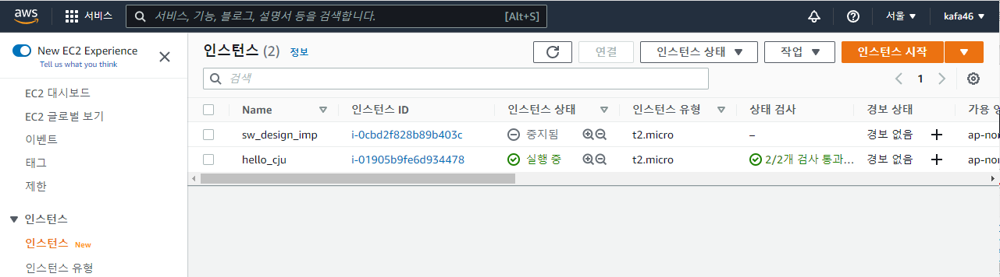 aws 서비스 서비스, 기능, 블로그, 설명서 등을 검색합니다. [Alt+S] 서울 kafa46
New EC2 Experience
Tell us what you think
EC2 대시보드
EC2 글로벌 보기
이벤트
태그
제한
인스턴스
인스턴스 New
인스턴스 유형
인스턴스 (2) 정보 연결 인스턴스 상태 작업 인스턴스 시작
검색 1
Name 인스턴스 ID 인스턴스 상태 인스턴스 유형 상태 검사 경보 상태 가용
sw_design_imp i-0cbd2f828b89b403c 중지됨 t2.micro – 경보 없음 ap-nor
hello_cju i-01905b9fe6d934478 실행 중 t2.micro 2/2개 검사 통과... 경보 없음 ap-nor